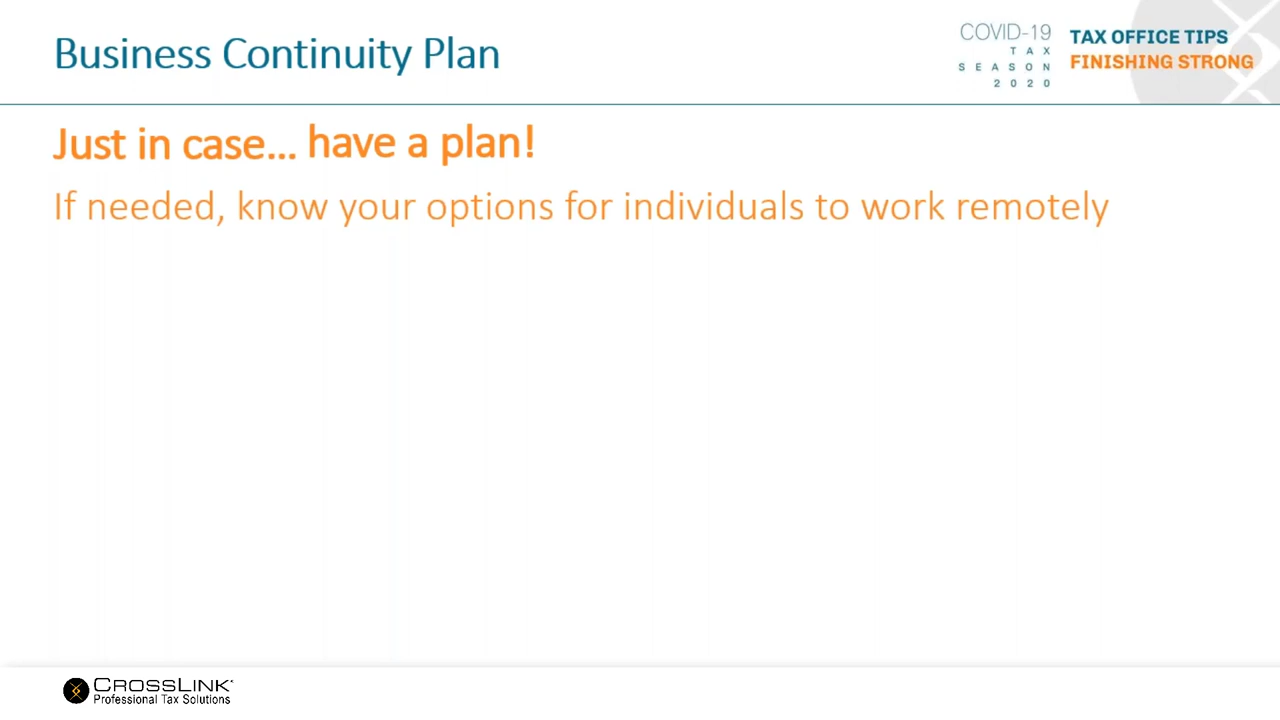 Business Continuity Plan
COVID-19
TAX
SEASON
2020
TAX OFFICE TIPS
FINISHING STRONG
Just in case... have a plan!
If needed, know your options for individuals to work remotely
CROSSLINK
Professional Tax Solutions